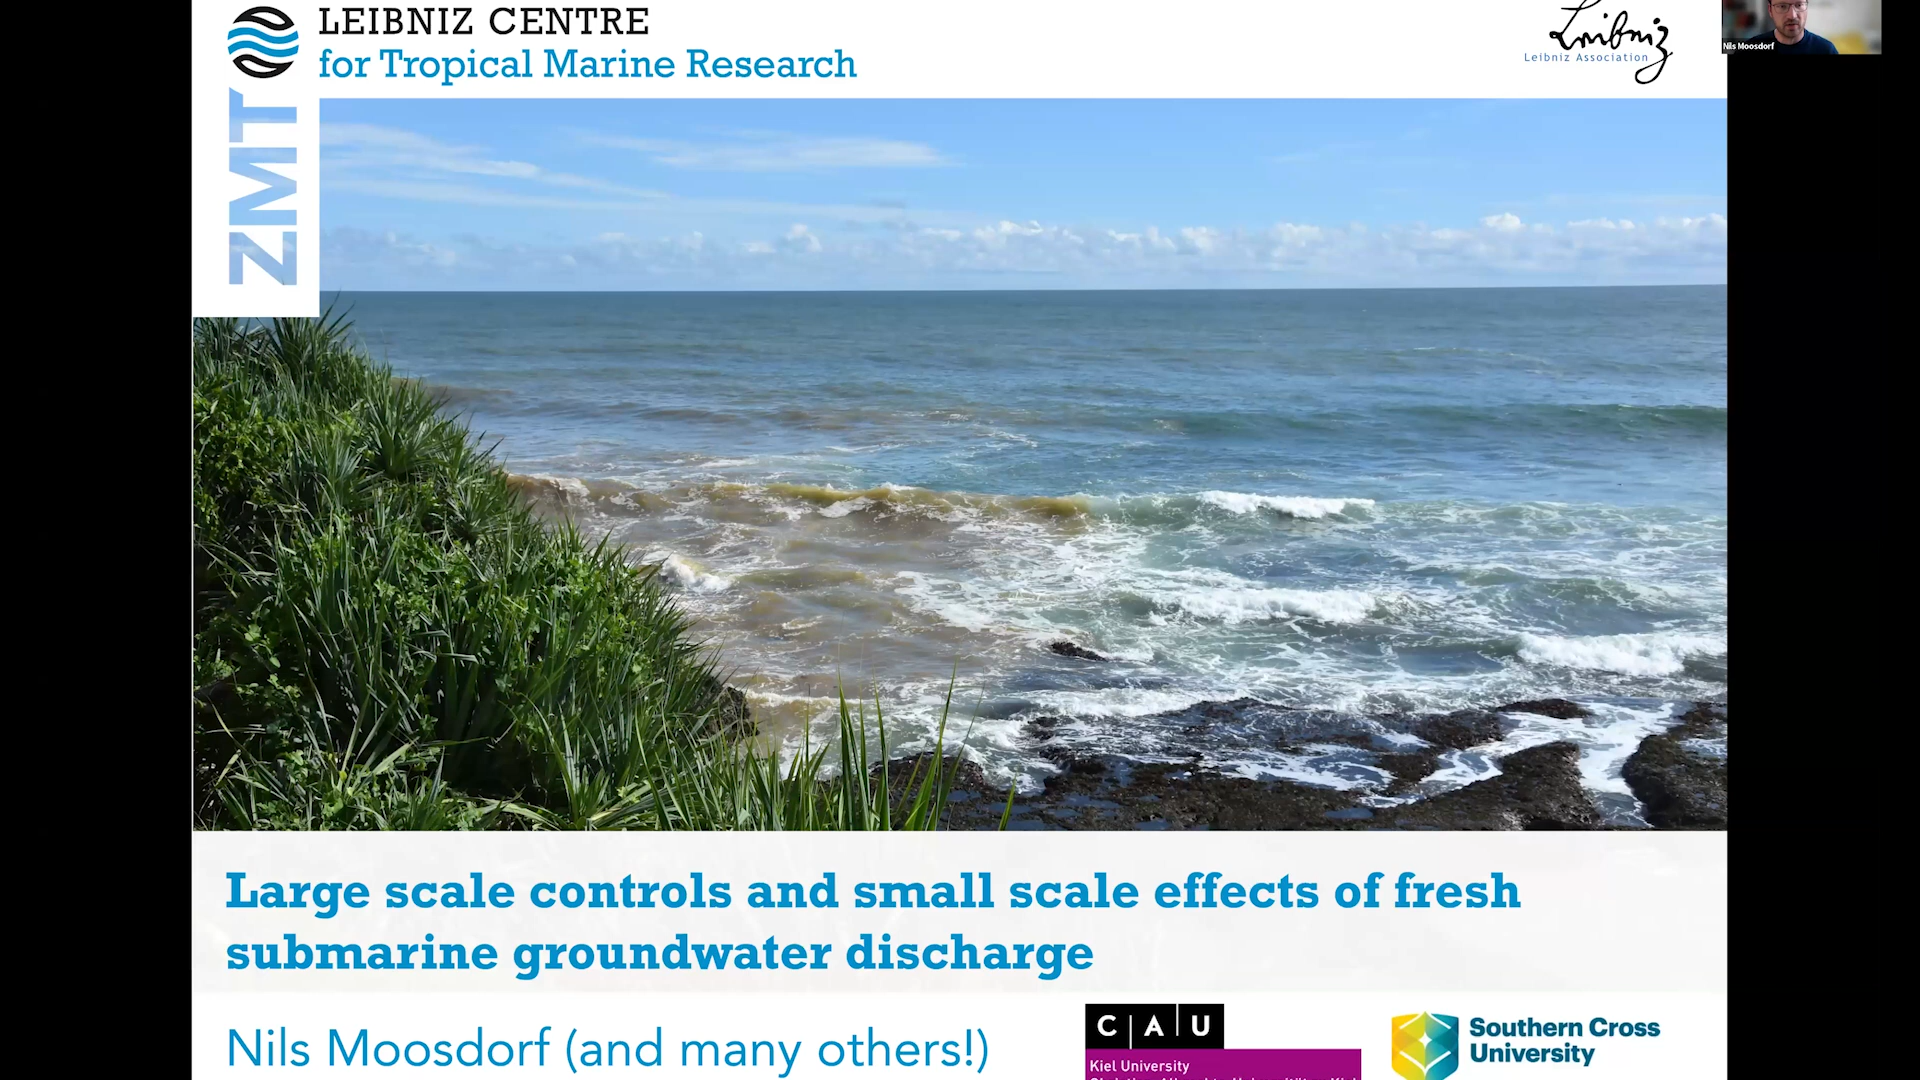 LEIBNIZ CENTRE
for Tropical Marine Research
ZMT
Leibniz
Leibniz Association
Nils Moosdorf
Large scale controls and small scale effects of fresh
submarine groundwater discharge
Nils Moosdorf (and many others!)
C|A|U
Kiel University
Southern Cross
University